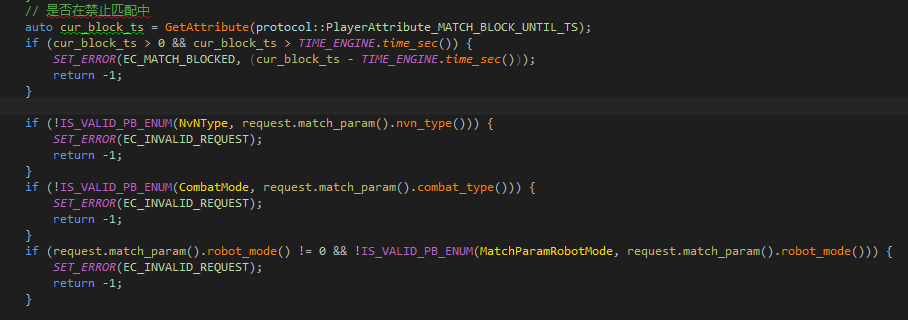 // 是否在禁止匹配中
auto cur_block_ts = GetAttribute(protocol::PlayerAttribute_MATCH_BLOCK_UNTIL_TS);
if (cur_block_ts > 0 && cur_block_ts > TIME_ENGINE.time_sec()) {
    SET_ERROR(EC_MATCH_BLOCKED, (cur_block_ts - TIME_ENGINE.time_sec()));
    return -1;
}
if (!IS_VALID_PB_ENUM(NvNType, request.match_param().nvn_type())) {
    SET_ERROR(EC_INVALID_REQUEST);
    return -1;
}
if (!IS_VALID_PB_ENUM(CombatMode, request.match_param().combat_type())) {
    SET_ERROR(EC_INVALID_REQUEST);
    return -1;
}
if (request.match_param().robot_mode() != 0 && !IS_VALID_PB_ENUM(MatchParamRobotMode, request.match_param().robot_mode())) {
    SET_ERROR(EC_INVALID_REQUEST);
    return -1;
}